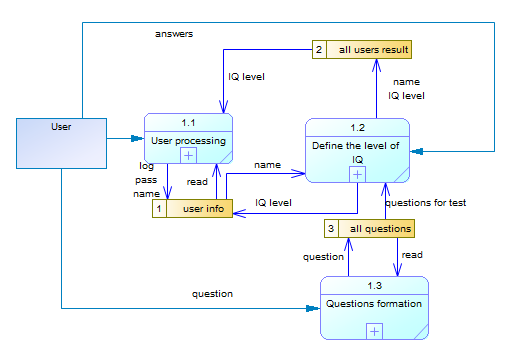 answers
2 all users result
IQ level
name
IQ level
User
1.1
User processing
1.2
Define the level of
IQ
log
pass
name
read
name
1 user info
IQ level
questions for test
3 all questions
question
read
1.3
Questions formation
question